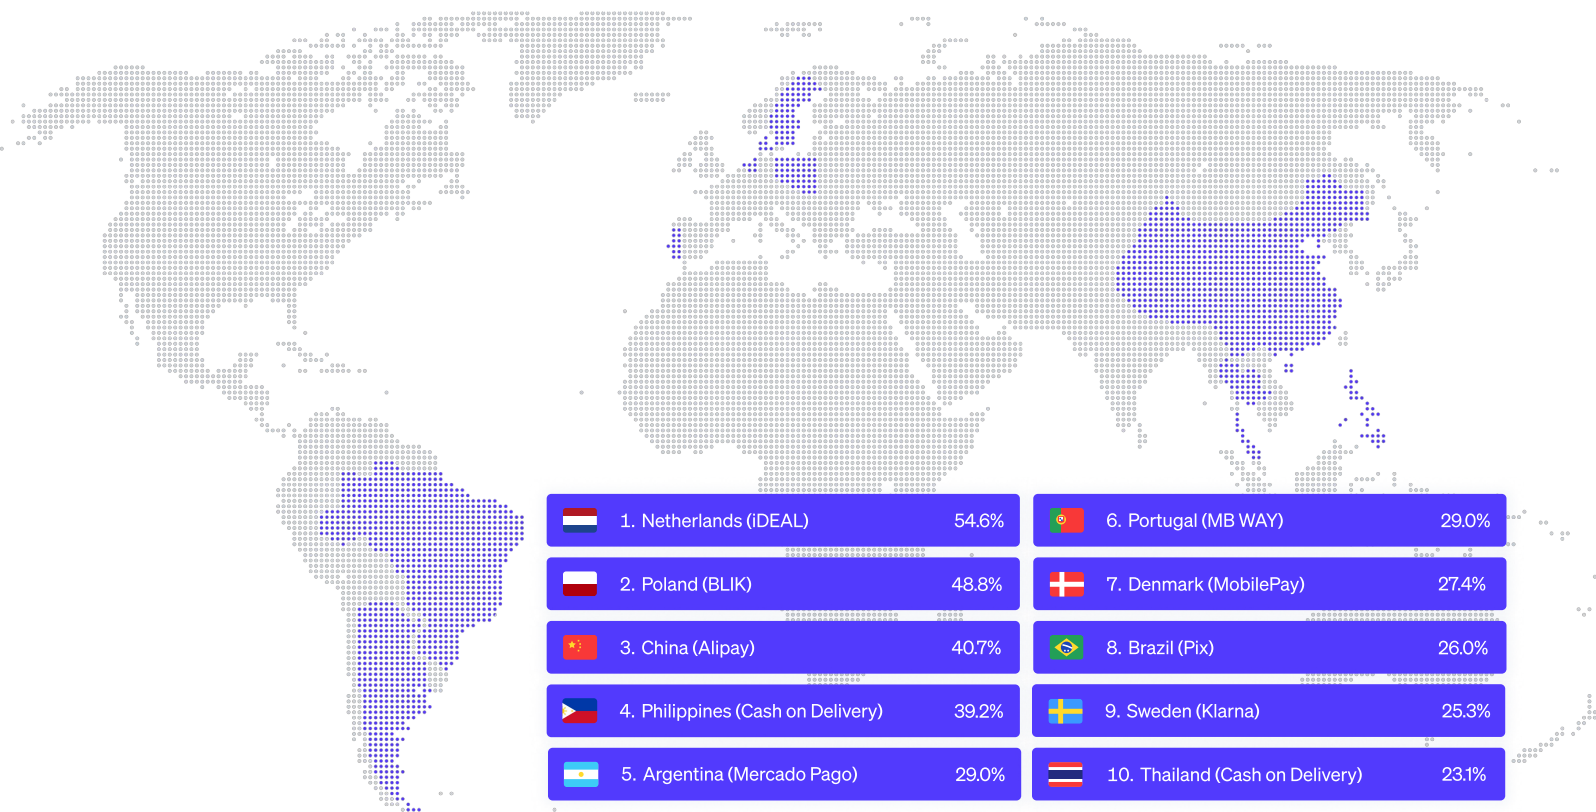 1. Netherlands (iDEAL) 54.6%
2. Poland (BLIK) 48.8%
3. China (Alipay) 40.7%
4. Philippines (Cash on Delivery) 39.2%
5. Argentina (Mercado Pago) 29.0%
6. Portugal (MB WAY) 29.0%
7. Denmark (MobilePay) 27.4%
8. Brazil (Pix) 26.0%
9. Sweden (Klarna) 25.3%
10. Thailand (Cash on Delivery) 23.1%